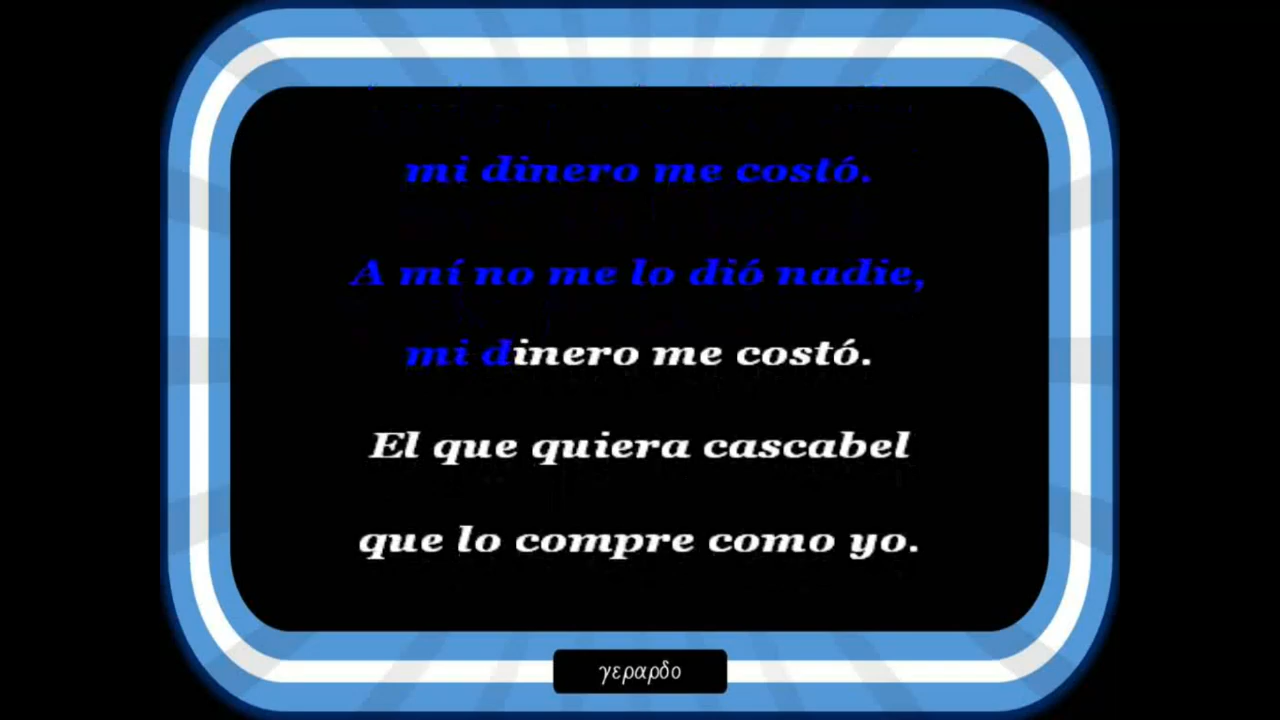 mi dinero me costó.
A mí no me lo dió nadie,
mi dinero me costó.
El que quiera cascabel
que lo compre como yo.
γεραρδο